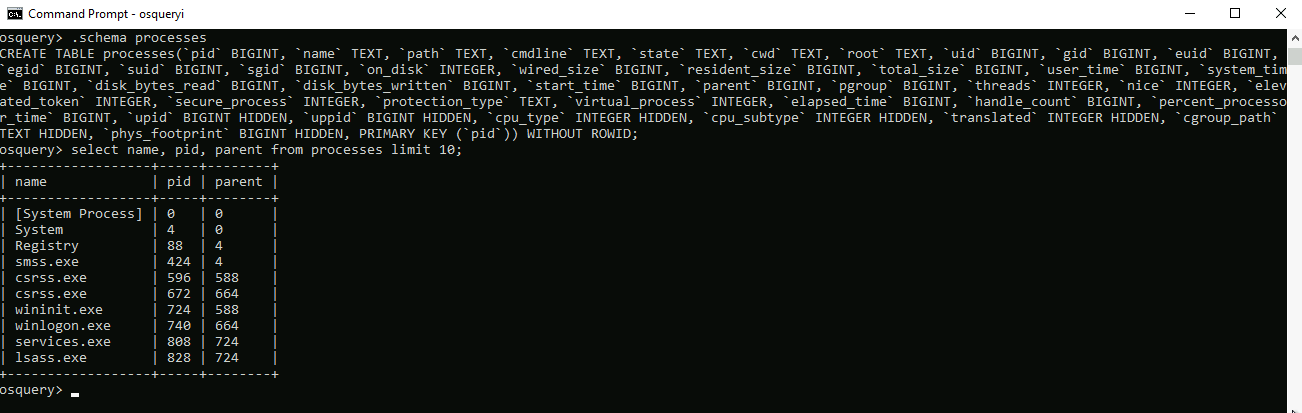 Command Prompt - osqueryi
osquery> .schema processes
CREATE TABLE processes(`pid` BIGINT, `name` TEXT, `path` TEXT, `cmdline` TEXT, `state` TEXT, `cwd` TEXT, `root` TEXT, `uid` BIGINT, `gid` BIGINT, `euid` BIGINT,
`egid` BIGINT, `suid` BIGINT, `sgid` BIGINT, `on_disk` INTEGER, `wired_size` BIGINT, `resident_size` BIGINT, `total_size` BIGINT, `user_time` BIGINT, `system_tim
e` BIGINT, `disk_bytes_read` BIGINT, `disk_bytes_written` BIGINT, `start_time` BIGINT, `parent` BIGINT, `pgroup` BIGINT, `threads` INTEGER, `nice` INTEGER, `elev
ated_token` INTEGER, `secure_process` INTEGER, `protection_type` TEXT, `virtual_process` INTEGER, `elapsed_time` BIGINT, `handle_count` BIGINT, `percent_processo
r_time` BIGINT, `upid` BIGINT HIDDEN, `uppid` BIGINT HIDDEN, `cpu_type` INTEGER HIDDEN, `cpu_subtype` INTEGER HIDDEN, `translated` INTEGER HIDDEN, `cgroup_path`
TEXT HIDDEN, `phys_footprint` BIGINT HIDDEN, PRIMARY KEY (`pid`)) WITHOUT ROWID;
osquery> select name, pid, parent from processes limit 10;
+------------------+-----+--------+
| name             | pid | parent |
+------------------+-----+--------+
| [System Process] | 0   | 0      |
| System           | 4   | 0      |
| Registry         | 88  | 4      |
| smss.exe         | 424 | 4      |
| csrss.exe        | 596 | 588    |
| csrss.exe        | 672 | 664    |
| wininit.exe      | 724 | 588    |
| winlogon.exe     | 740 | 664    |
| services.exe     | 808 | 724    |
| lsass.exe        | 828 | 724    |
+------------------+-----+--------+
osquery>